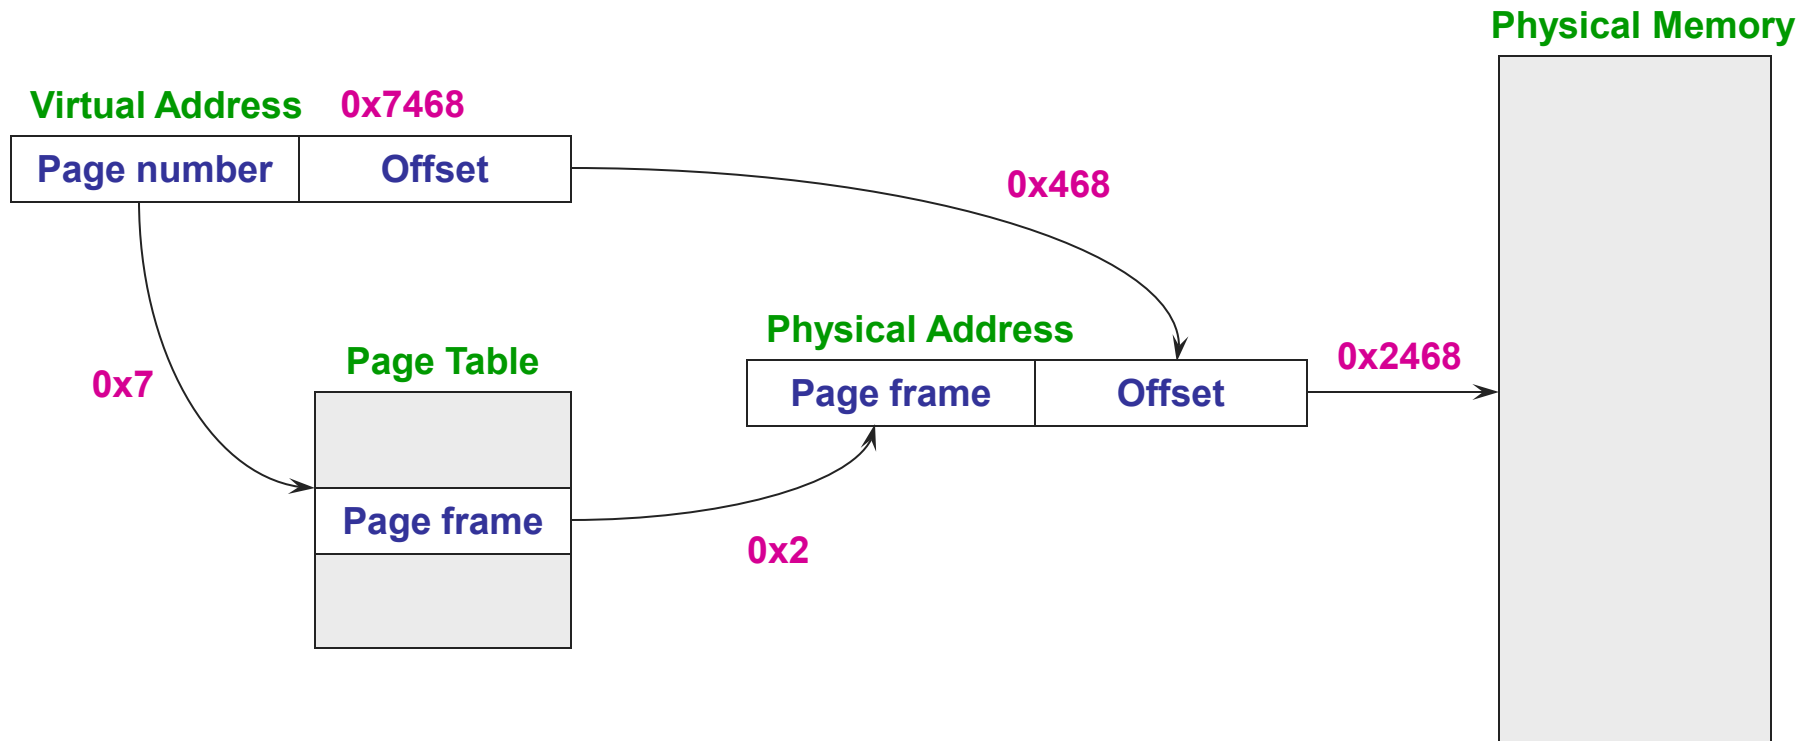 Physical Memory
Virtual Address 0x7468
Page number Offset
0x468
Physical Address
Page frame Offset
0x2468
0x7
Page Table
Page frame
0x2